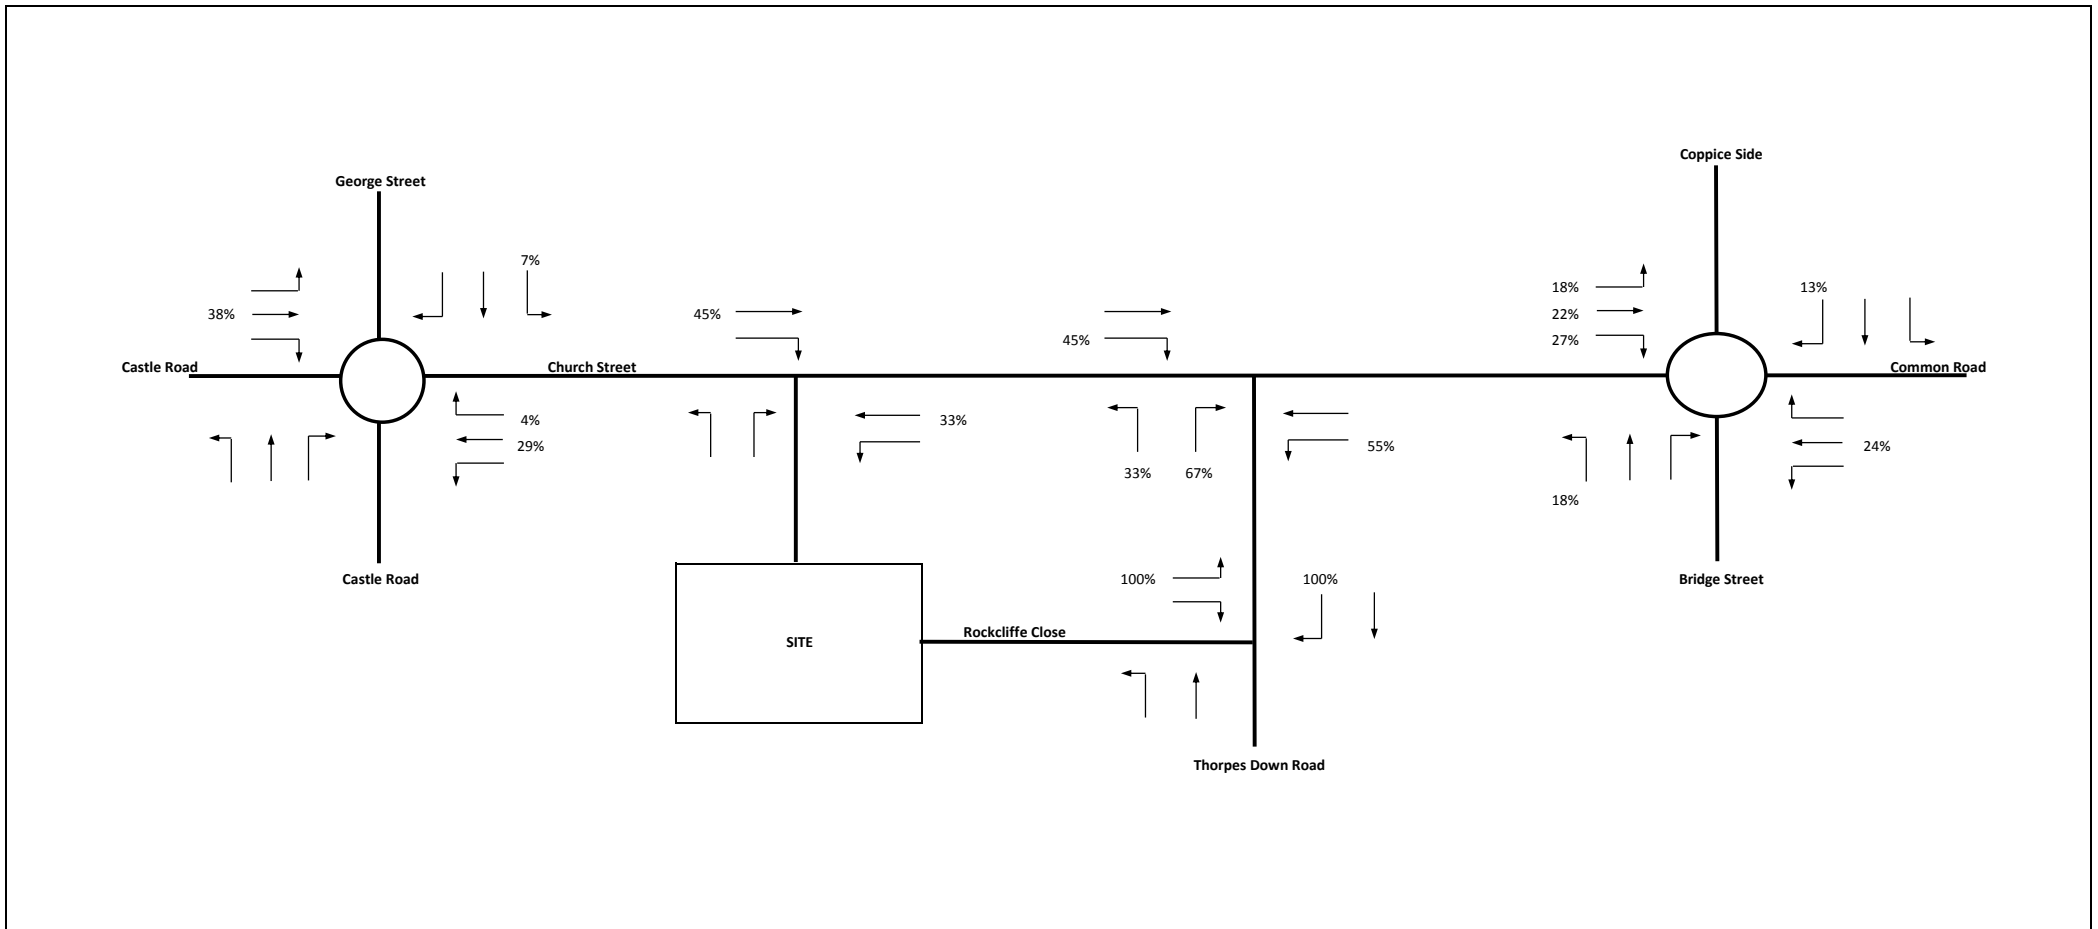 Coppice Side
George Street
7%
38%
18%
22%
27%
13%
45%
45%
Castle Road
Church Street
Common Road
4%
29%
33%
33%
67%
55%
18%
24%
Castle Road
Bridge Street
100%
100%
SITE
Rockcliffe Close
Thorpes Down Road